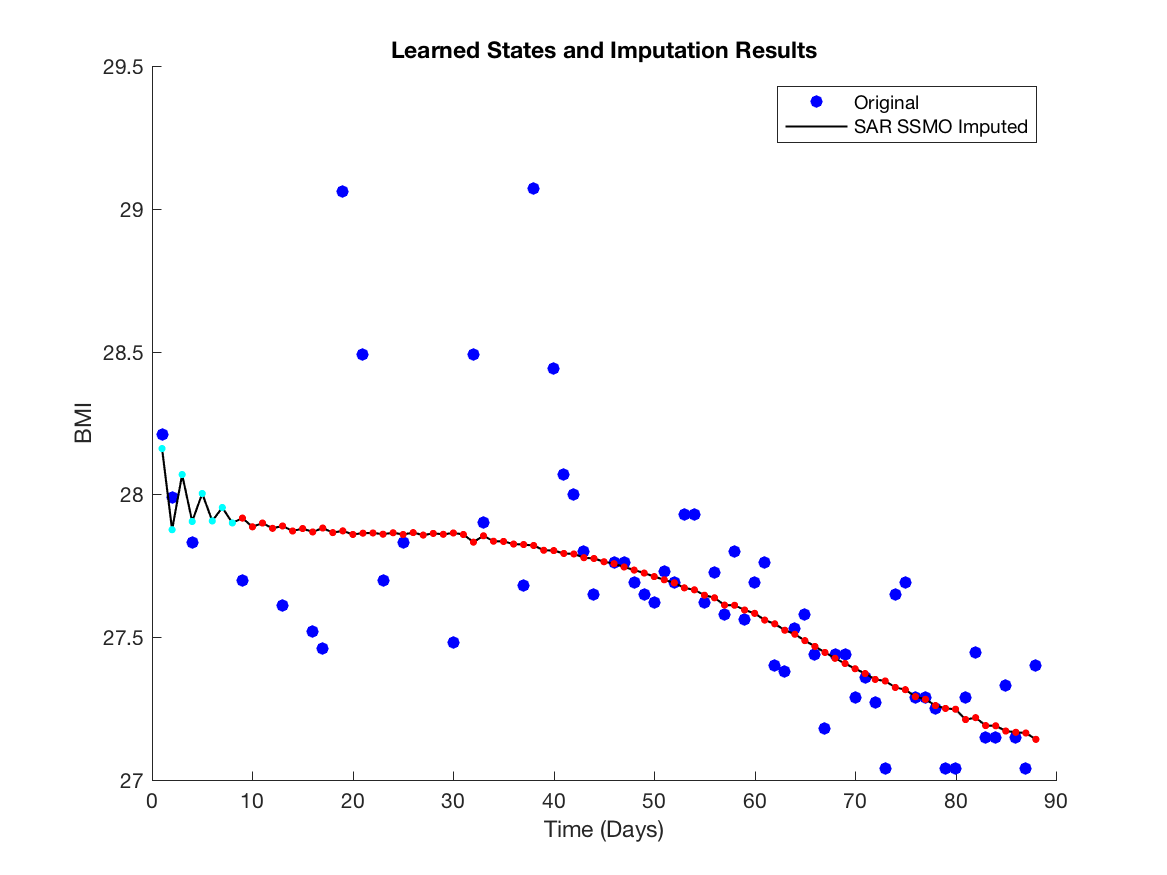 Learned States and Imputation Results
29.5
Original
SAR SSMO Imputed
29
28.5
BMI
28
27.5
27
0 10 20 30 40 50 60 70 80 90
Time (Days)